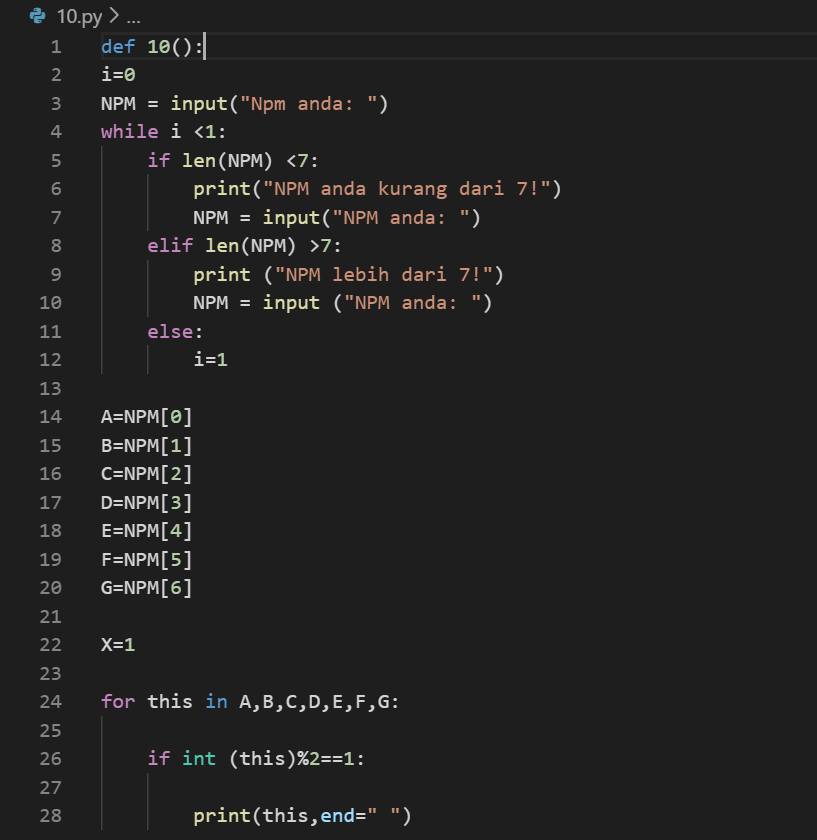 10.py > ...
1 def 10():
2 i=0
3 NPM = input("Npm anda: ")
4 while i <1:
5     if len(NPM) <7:
6         print("NPM anda kurang dari 7!")
7         NPM = input("NPM anda: ")
8     elif len(NPM) >7:
9         print ("NPM lebih dari 7!")
10         NPM = input ("NPM anda: ")
11     else:
12         i=1
13
14 A=NPM[0]
15 B=NPM[1]
16 C=NPM[2]
17 D=NPM[3]
18 E=NPM[4]
19 F=NPM[5]
20 G=NPM[6]
21
22 X=1
23
24 for this in A,B,C,D,E,F,G:
25
26     if int (this)%2==1:
27
28         print(this,end=" ")